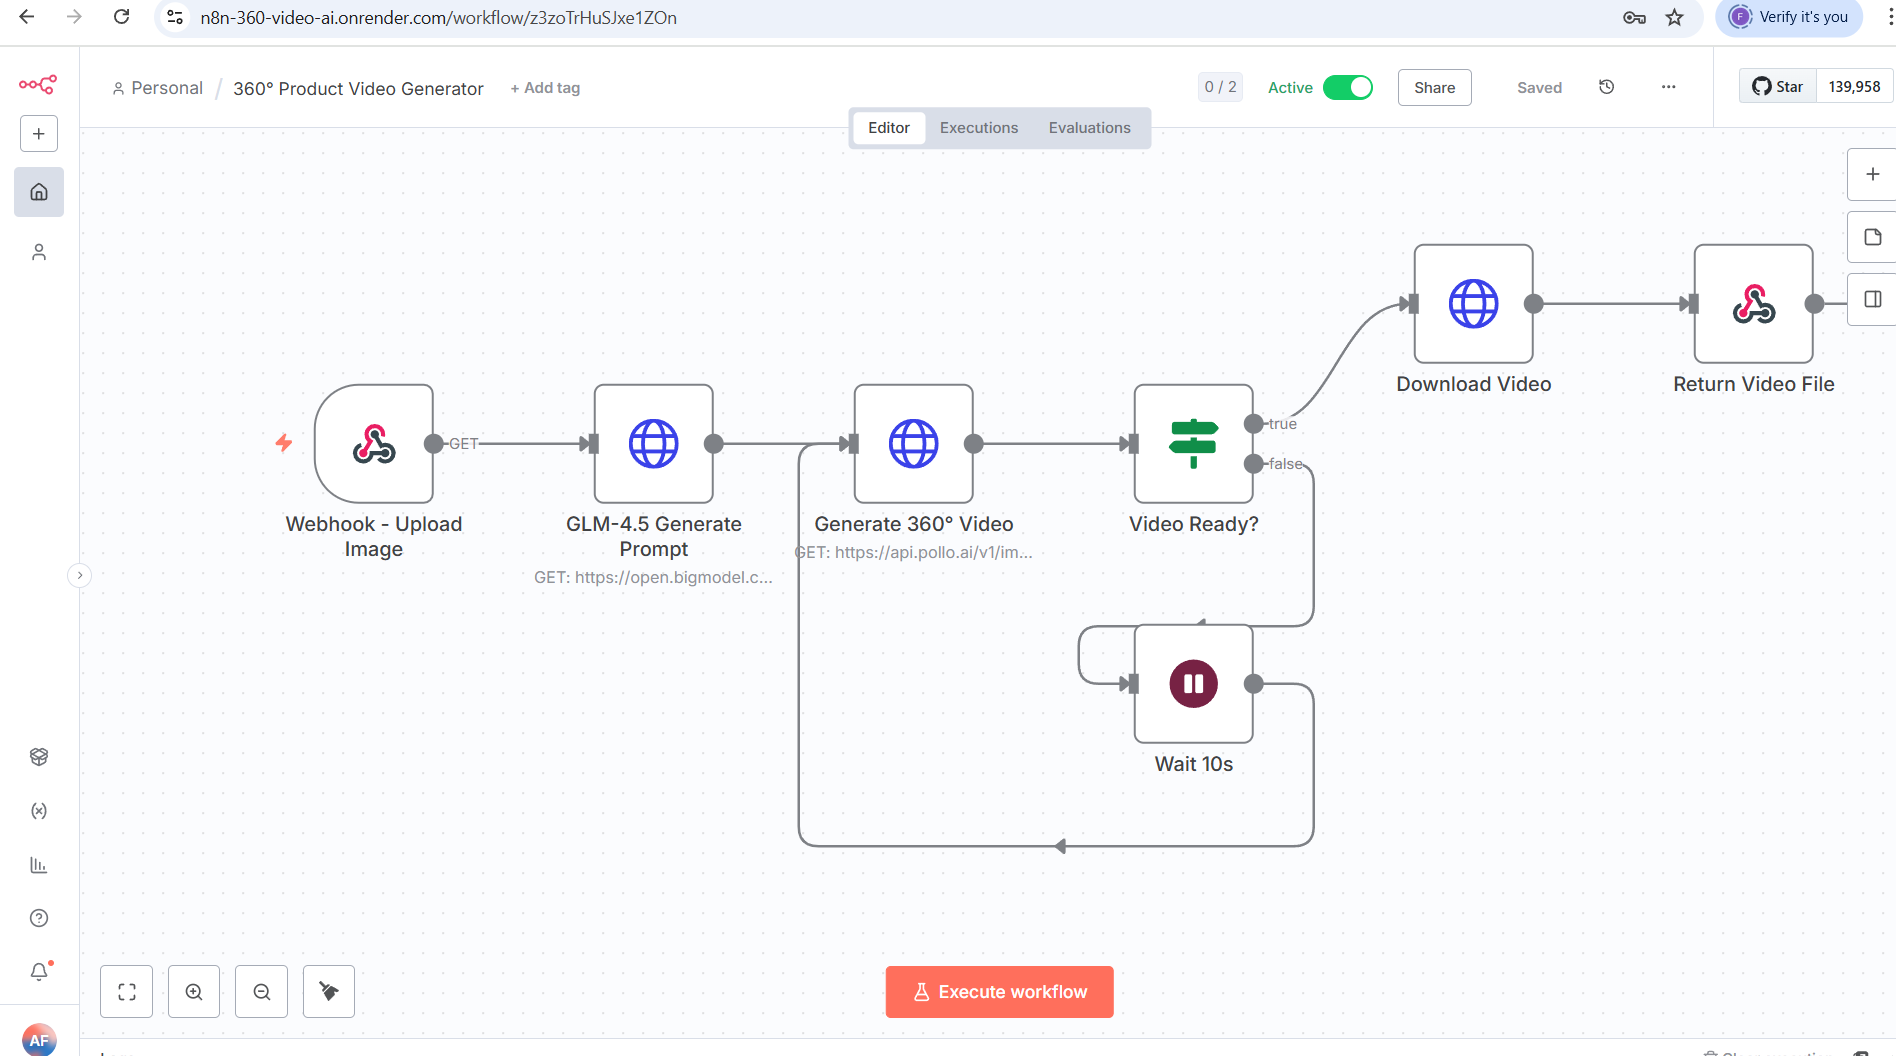 n8n-360-video-ai.onrender.com/workflow/z3zoTrHuSJxe1ZOn
F
Verify it's you
Personal / 360° Product Video Generator + Add tag
0 / 2
Active
Share
Saved
Star
139,958
Editor
Executions
Evaluations
Download Video
Return Video File
GET
true
false
Webhook - Upload
Image
GLM-4.5 Generate
Prompt
GET: https://open.bigmodel.c...
Generate 360° Video
GET: https://api.pollo.ai/v1/im...
Video Ready?
Wait 10s
Execute workflow
AF